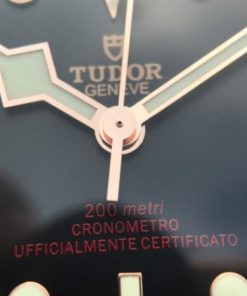 TUDOR
GENEVE
200 metri
CRONOMETRO
UFFICIALMENTE CERTIFICATO